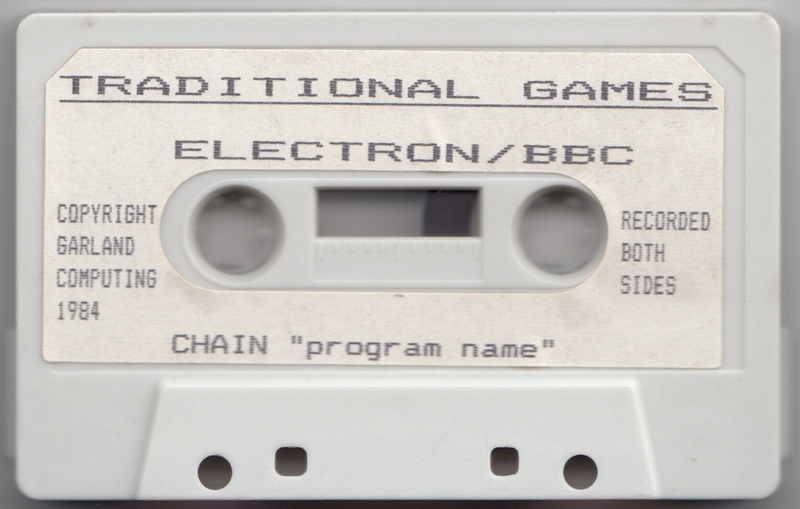 TRADITIONAL GAMES
ELECTRON/BBC
COPYRIGHT
GARLAND
COMPUTING
1984
RECORDED
BOTH
SIDES
CHAIN "program name"